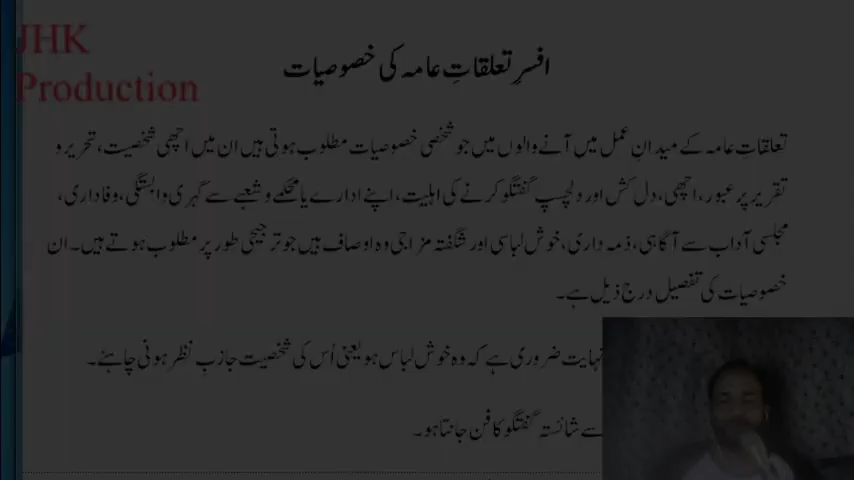 JHK
Production
افسرِ تعلقاتِ عامہ کی خصوصیات
تعلقاتِ عامہ کے میدانِ عمل میں آنے والوں میں جو شخصی خصوصیات مطلوب ہوتی ہیں ان میں اچھی شخصیت، تحریر و
تقریر پر عبور، اچھی، دل کش اور دلچسپ گفتگو کرنے کی اہلیت، اپنے ادارے یا محکمے و شعبے سے گہری وابستگی، وفاداری،
مجلسی آداب سے آگاہی، ذمہ داری، خوش لباسی اور شگفتہ مزاجی وہ اوصاف ہیں جو ترجیحی طور پر مطلوب ہوتے ہیں۔ ان
خصوصیات کی تفصیل درج ذیل ہے۔
نہایت ضروری ہے کہ وہ خوش لباس ہو یعنی اُس کی شخصیت جازب نظر ہونی چاہئے۔
سے شائستہ گفتگو کا فن جانتا ہو۔